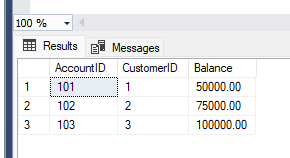 100 %
Results Messages
AccountID CustomerID Balance
1 101 1 50000.00
2 102 2 75000.00
3 103 3 100000.00